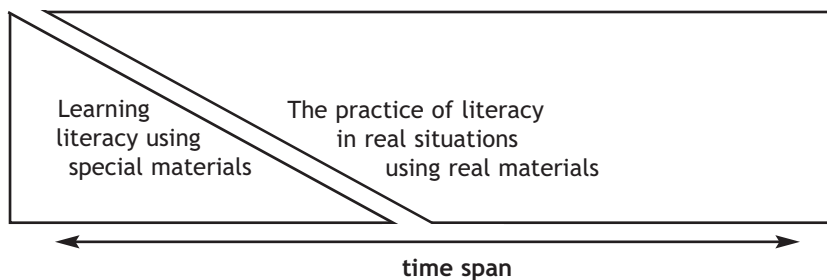 Learning
literacy using
special materials
The practice of literacy
in real situations
using real materials
time span